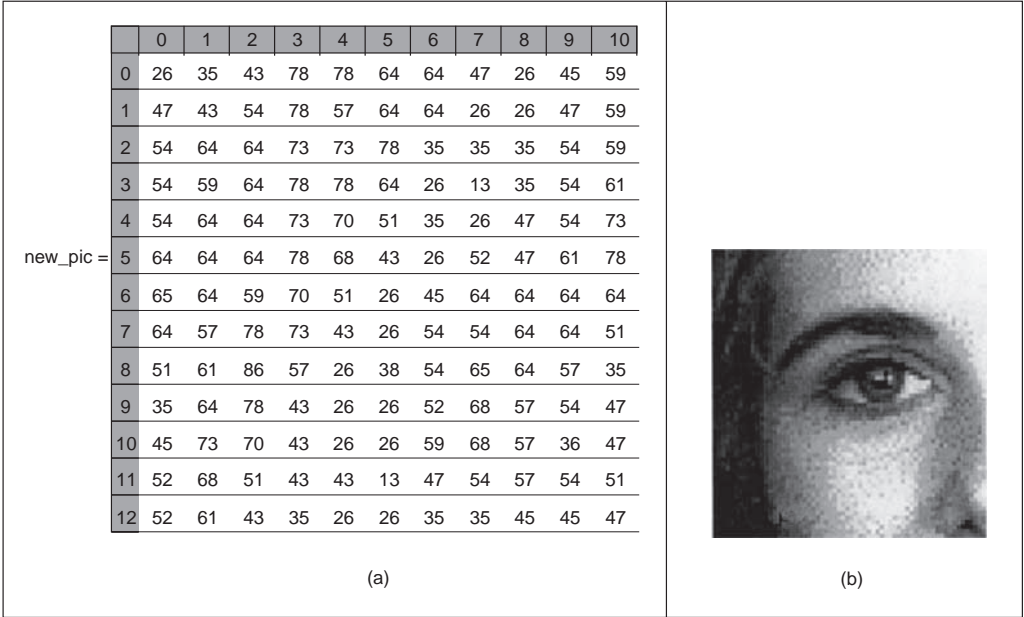 0 1 2 3 4 5 6 7 8 9 10
0 26 35 43 78 78 64 64 47 26 45 59
1 47 43 54 78 57 64 64 26 26 47 59
2 54 64 64 73 73 78 35 35 35 54 59
3 54 59 64 78 78 64 26 13 35 54 61
4 54 64 64 73 70 51 35 26 47 54 73
new_pic = 5 64 64 64 78 68 43 26 52 47 61 78
6 65 64 59 70 51 26 45 64 64 64 64
7 64 57 78 73 43 26 54 54 64 64 51
8 51 61 86 57 26 38 54 65 64 57 35
9 35 64 78 43 26 26 52 68 57 54 47
10 45 73 70 43 26 26 59 68 57 36 47
11 52 68 51 43 43 13 47 54 57 54 51
12 52 61 43 35 26 26 35 35 45 45 47
(a)
(b)